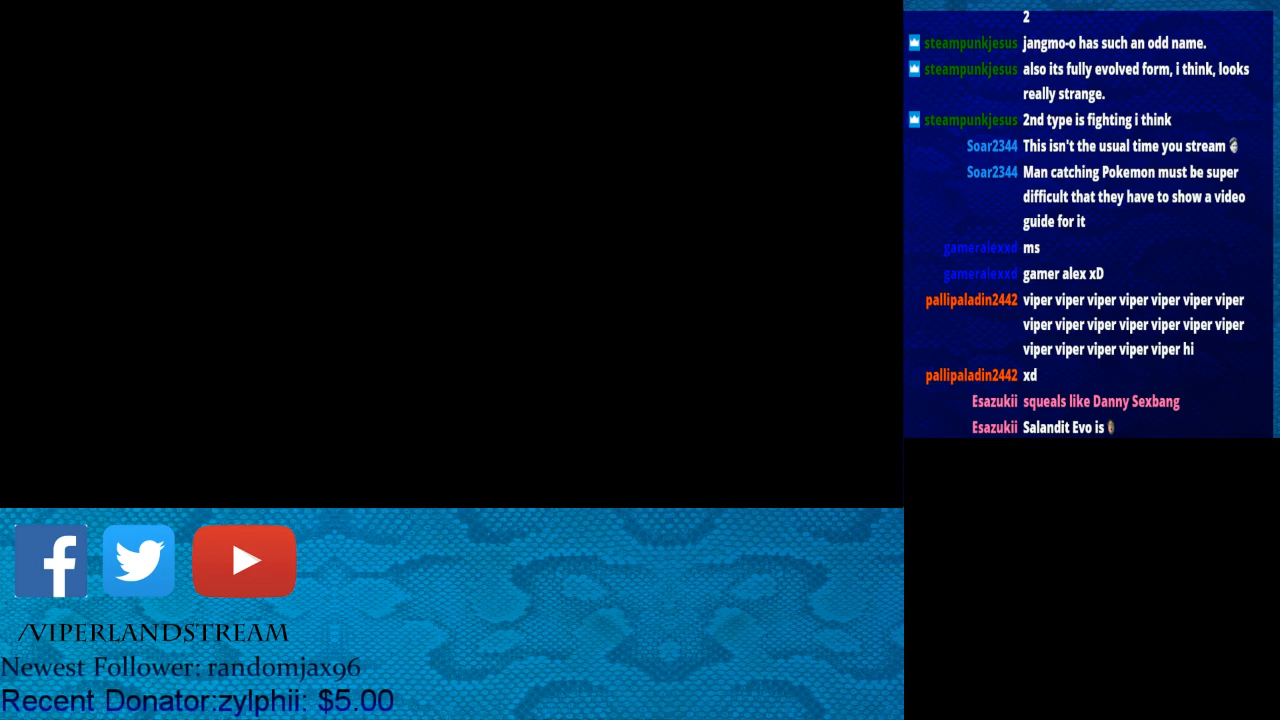 2
steampunkjesus jangmo-o has such an odd name.
steampunkjesus also its fully evolved form, i think, looks
really strange.
steampunkjesus 2nd type is fighting i think
Soar2344 This isn't the usual time you stream
Soar2344 Man catching Pokemon must be super
difficult that they have to show a video
guide for it
gameralexxd ms
gameralexxd gamer alex xD
pallipaladin2442 viper viper viper viper viper viper viper
viper viper viper viper viper viper viper
viper viper viper viper viper hi
pallipaladin2442 xd
Esazukii squeals like Danny Sexbang
Esazukii Salandit Evo is
/VIPERLANDSTREAM
Newest Follower: randomjax96
Recent Donator:zylphii: $5.00